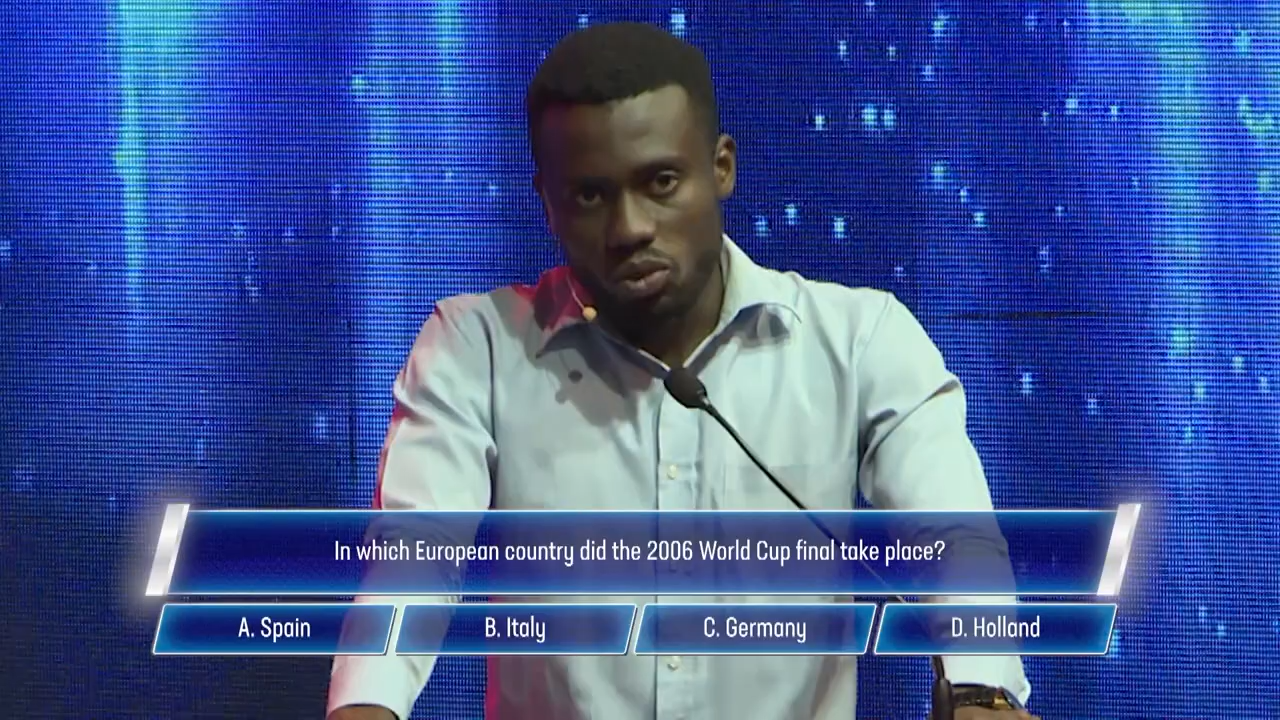 In which European country did the 2006 World Cup final take place?
A. Spain
B. Italy
C. Germany
D. Holland